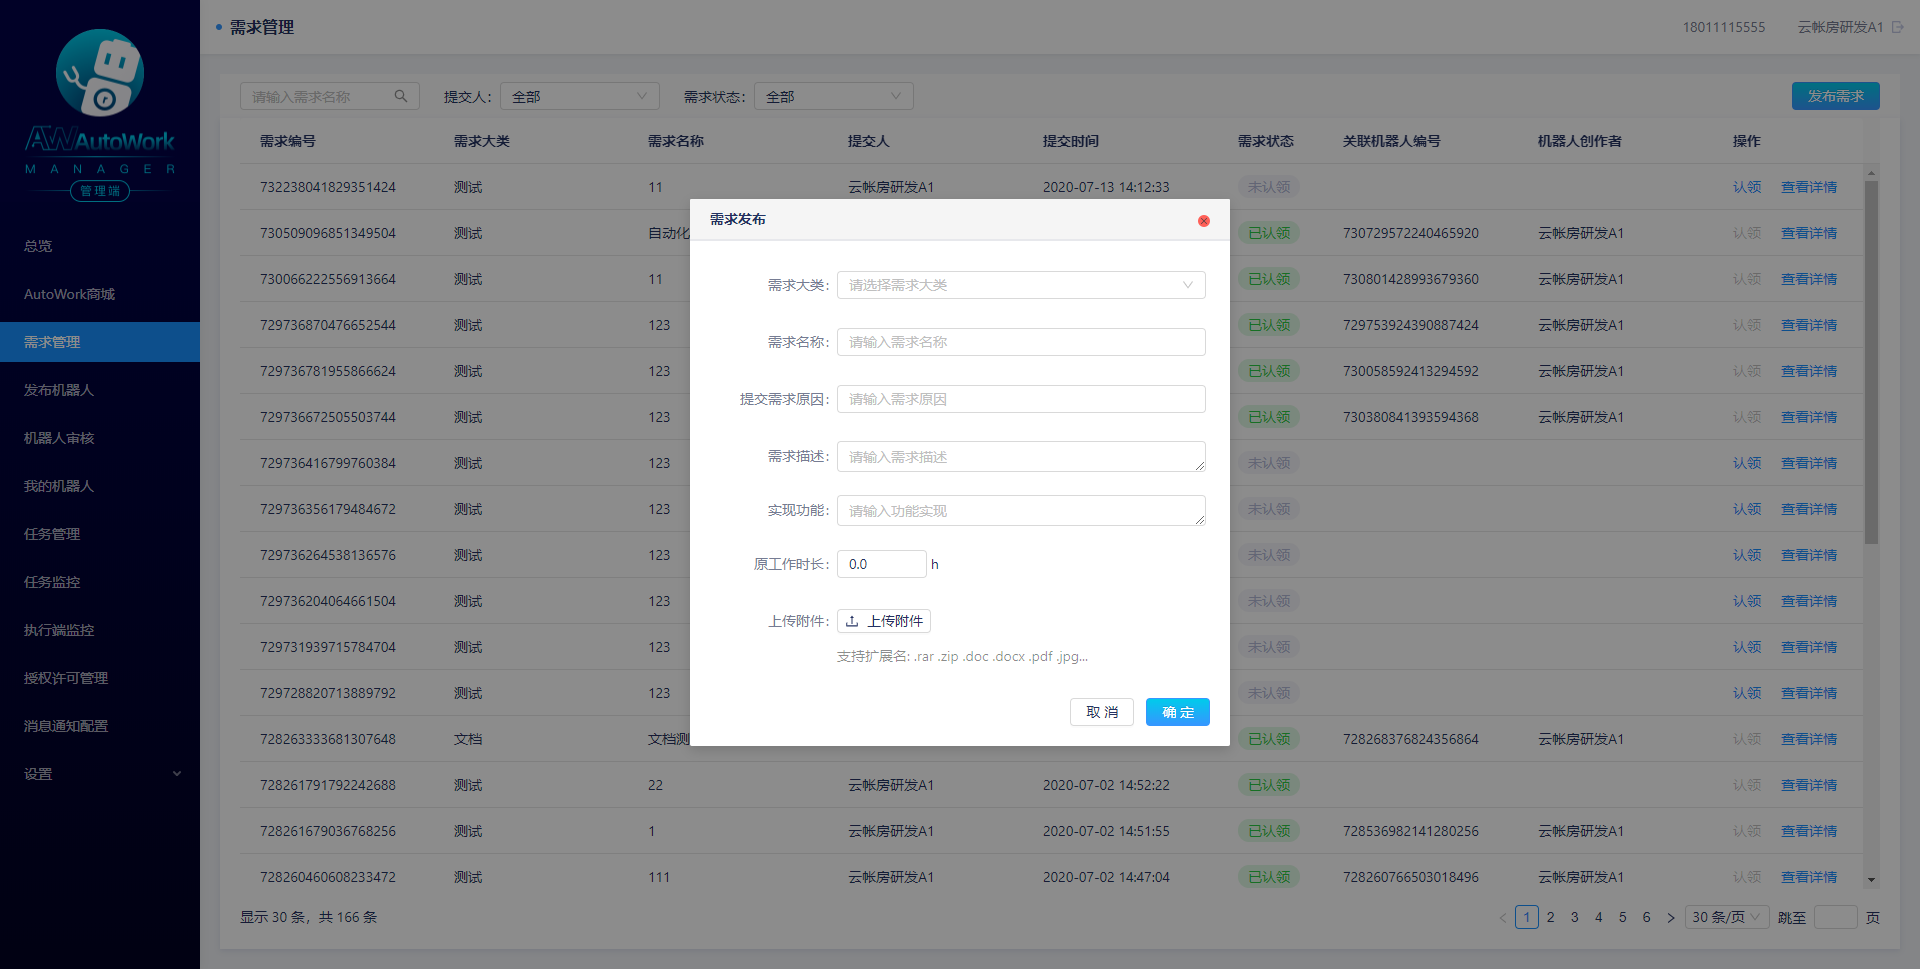 AWAutoWork
MANAGER
管理端
总览
AutoWork商城
需求管理
发布机器人
机器人审核
我的机器人
任务管理
任务监控
执行端监控
授权许可管理
消息通知配置
设置
需求管理 18011115555 云帐房研发A1
请输入需求名称 提交人： 全部 需求状态： 全部 发布需求
需求编号 需求大类 需求名称 提交人 提交时间 需求状态 关联机器人编号 机器人创作者 操作
732238041829351424 测试 11 云帐房研发A1 2020-07-13 14:12:33 未认领 认领 查看详情
730509096851349504 测试 自动化 已认领 730729572240465920 云帐房研发A1 认领 查看详情
730066222556913664 测试 11 已认领 730801428993679360 云帐房研发A1 认领 查看详情
729736870476652544 测试 123 已认领 729753924390887424 云帐房研发A1 认领 查看详情
729736781955866624 测试 123 已认领 730058592413294592 云帐房研发A1 认领 查看详情
729736672505503744 测试 123 已认领 730380841393594368 云帐房研发A1 认领 查看详情
729736416799760384 测试 123 未认领 认领 查看详情
729736356179484672 测试 123 未认领 认领 查看详情
729736264538136576 测试 123 未认领 认领 查看详情
729736204064661504 测试 123 未认领 认领 查看详情
729731939715784704 测试 123 未认领 认领 查看详情
729728820713889792 测试 123 未认领 认领 查看详情
728263333681307648 文档 文档测 已认领 728268376824356864 云帐房研发A1 认领 查看详情
728261791792242688 测试 22 云帐房研发A1 2020-07-02 14:52:22 已认领 认领 查看详情
728261679036768256 测试 1 云帐房研发A1 2020-07-02 14:51:55 已认领 728536982141280256 云帐房研发A1 认领 查看详情
728260460608233472 测试 111 云帐房研发A1 2020-07-02 14:47:04 已认领 728260766503018496 云帐房研发A1 认领 查看详情
显示 30 条，共 166 条 1 2 3 4 5 6 30 条/页 跳至 页
需求发布
需求大类： 请选择需求大类
需求名称： 请输入需求名称
提交需求原因： 请输入需求原因
需求描述： 请输入需求描述
实现功能： 请输入功能实现
原工作时长： 0.0 h
上传附件： 上传附件
支持扩展名: .rar .zip .doc .docx .pdf .jpg...
取 消 确 定